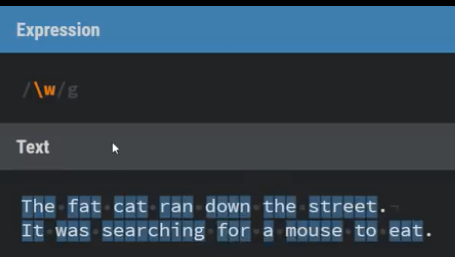 Expression
/\w/g
Text
The fat cat ran down the street.
It was searching for a mouse to eat.